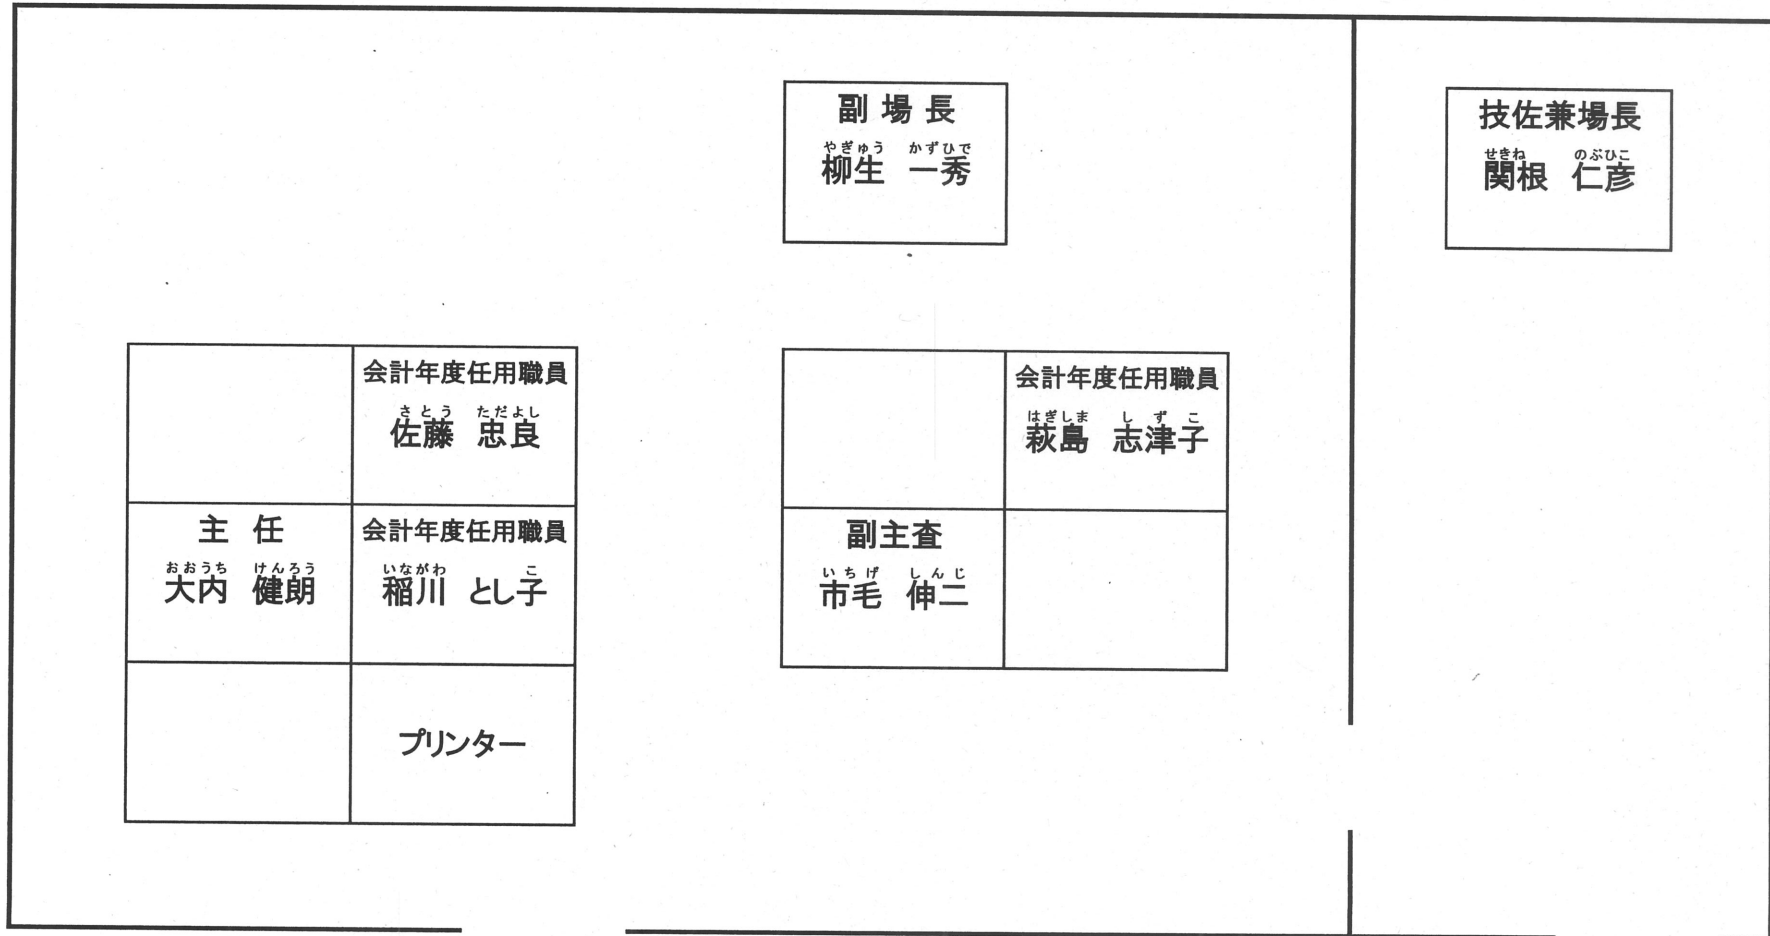 副場長
やぎゅう かずひで
柳生 一秀
技佐兼場長
せきね のぶひこ
関根 仁彦
会計年度任用職員
さとう ただよし
佐藤 忠良
主任
おおうち けんろう
大内 健朗
会計年度任用職員
いながわ こ
稲川 とし子
プリンター
会計年度任用職員
はぎしま しずこ
萩島 志津子
副主査
いちげ しんじ
市毛 伸二